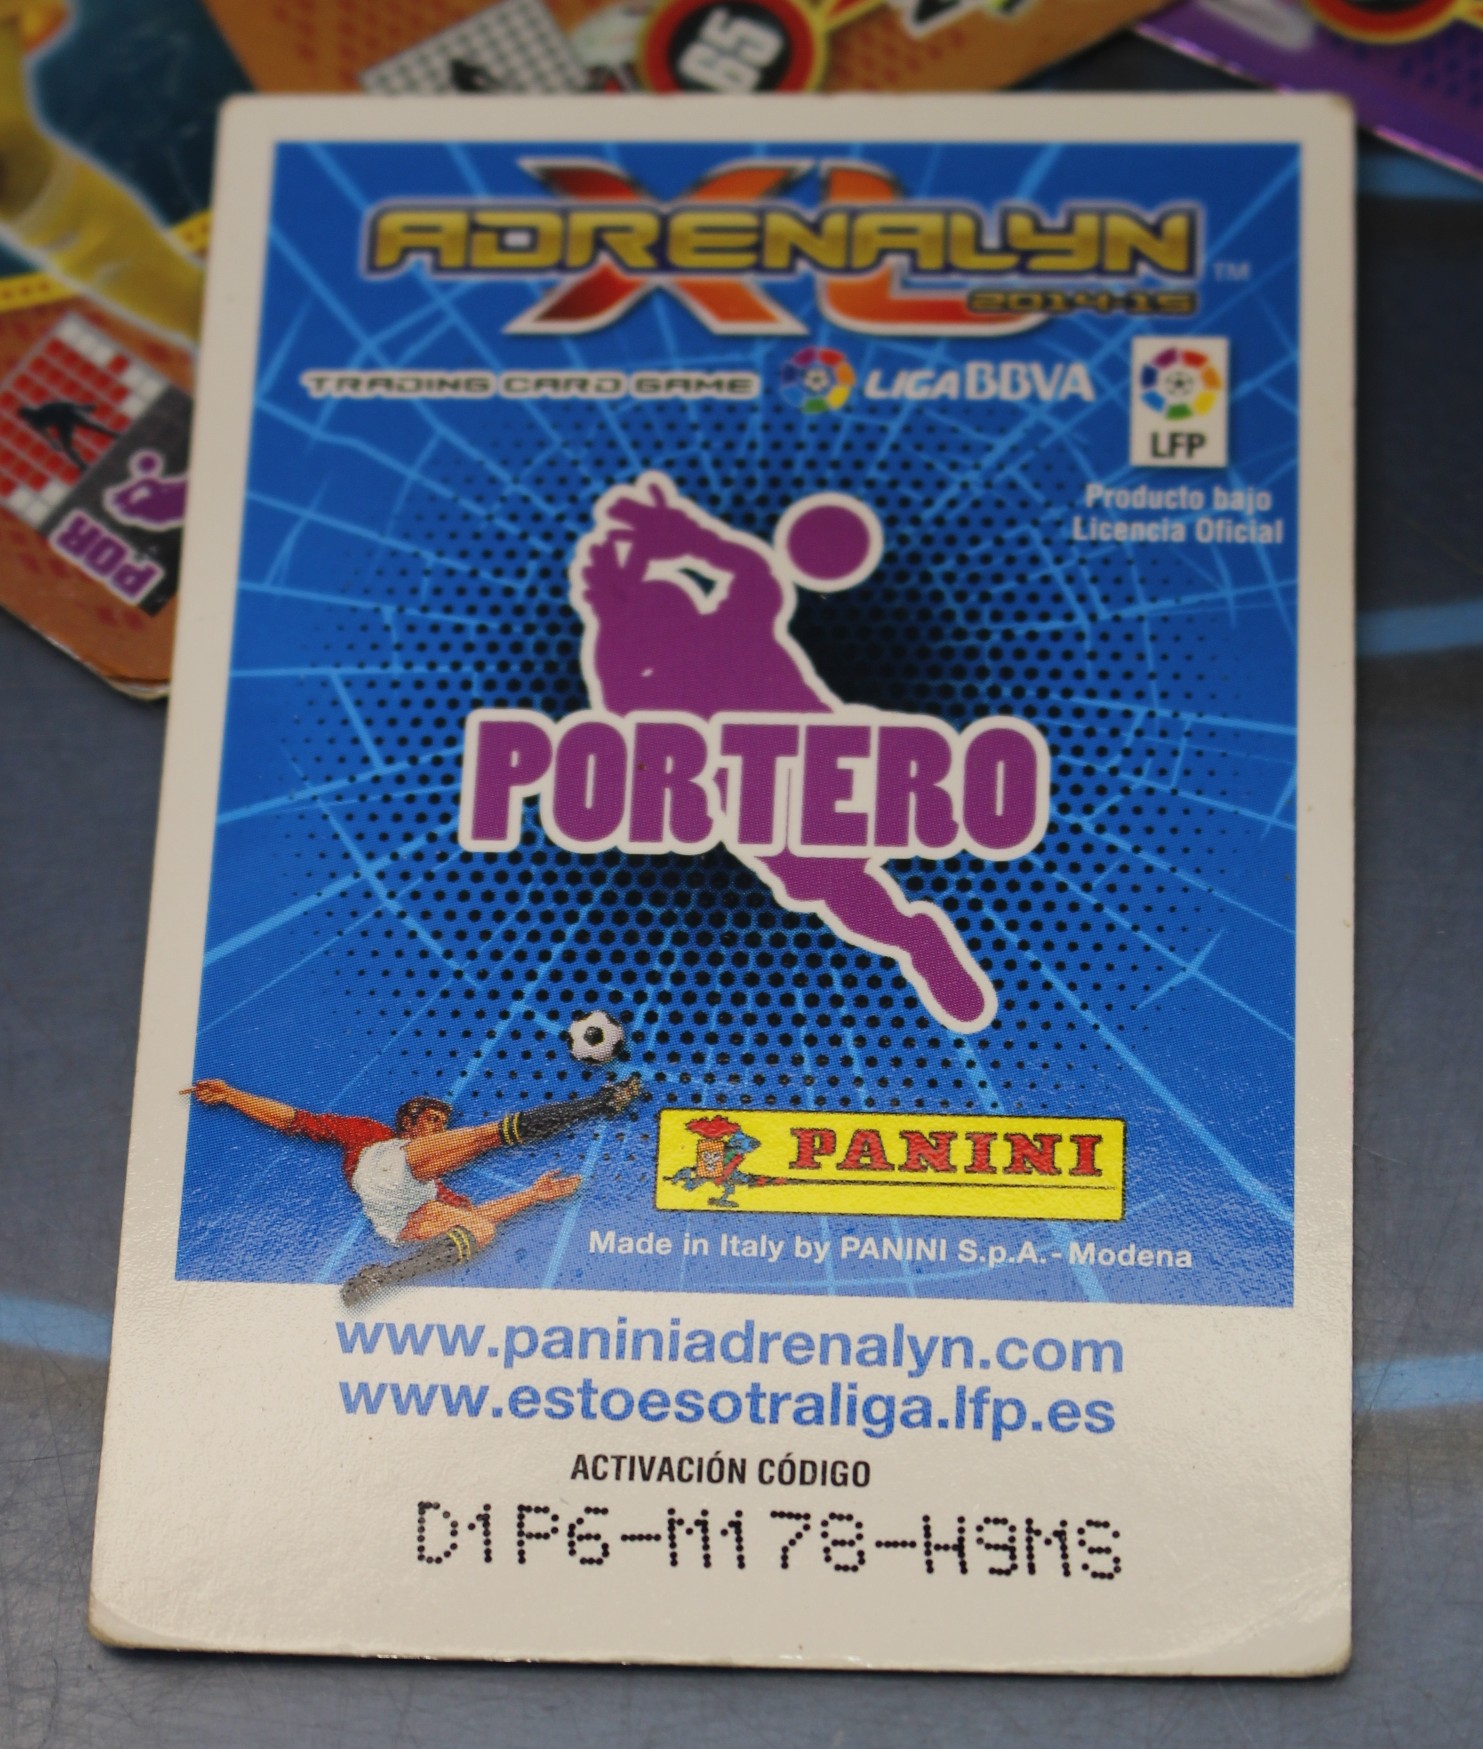 65
XL
ADRENALYN TM
2014-15
TRADING CARD GAME LIGA BBVA
LFP
Producto bajo
Licencia Oficial
POR
PORTERO
PANINI
Made in Italy by PANINI S.p.A. - Modena
www.paniniadrenalyn.com
www.estoesotraliga.lfp.es
ACTIVACIÓN CÓDIGO
D1P6-M178-H9MS